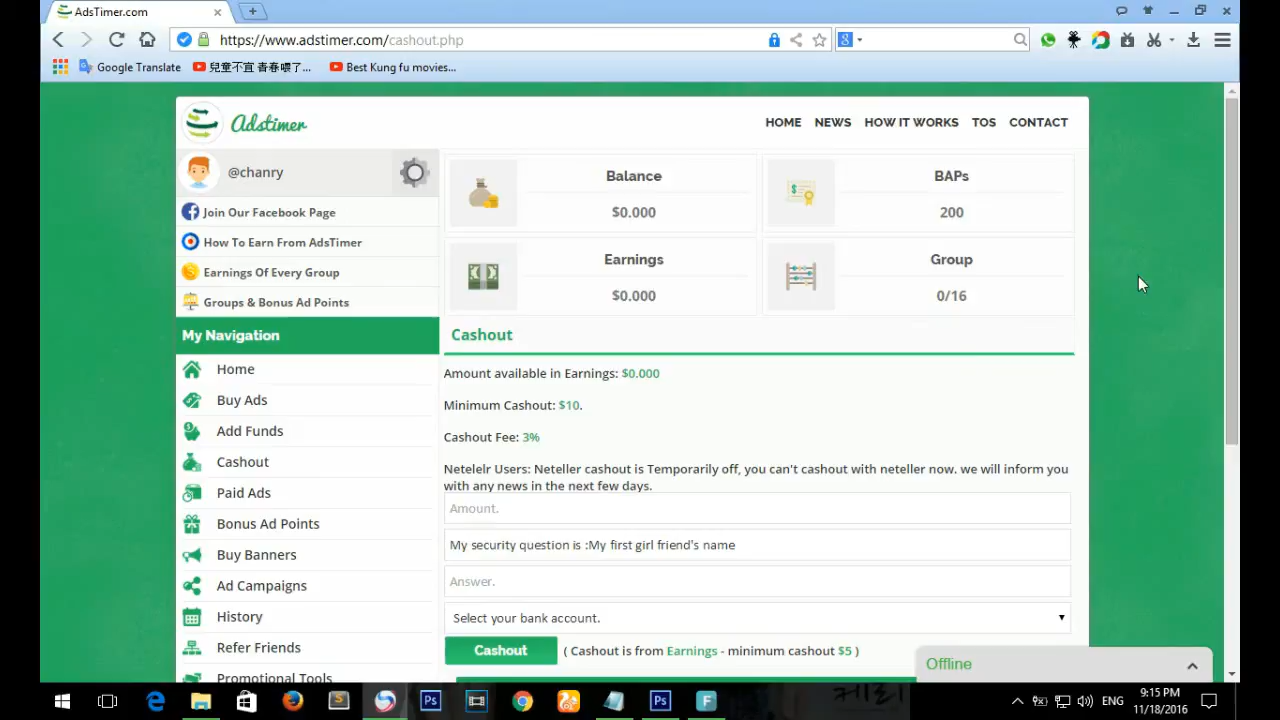 AdsTimer.com
https://www.adstimer.com/cashout.php
Google Translate
兒童不宜 青春喂了...
Best Kung fu movies...
Adstimer
HOME NEWS HOW IT WORKS TOS CONTACT
@chanry
Join Our Facebook Page
How To Earn From AdsTimer
Earnings Of Every Group
Groups & Bonus Ad Points
My Navigation
Home
Buy Ads
Add Funds
Cashout
Paid Ads
Bonus Ad Points
Buy Banners
Ad Campaigns
History
Refer Friends
Promotional Tools
Balance
$0.000
BAPs
200
Earnings
$0.000
Group
0/16
Cashout
Amount available in Earnings: $0.000
Minimum Cashout: $10.
Cashout Fee: 3%
Netelelr Users: Neteller cashout is Temporarily off, you can't cashout with neteller now. we will inform you
with any news in the next few days.
Amount.
My security question is :My first girl friend's name
Answer.
Select your bank account.
Cashout ( Cashout is from Earnings - minimum cashout $5 )
Offline
ENG
9:15 PM
11/18/2016